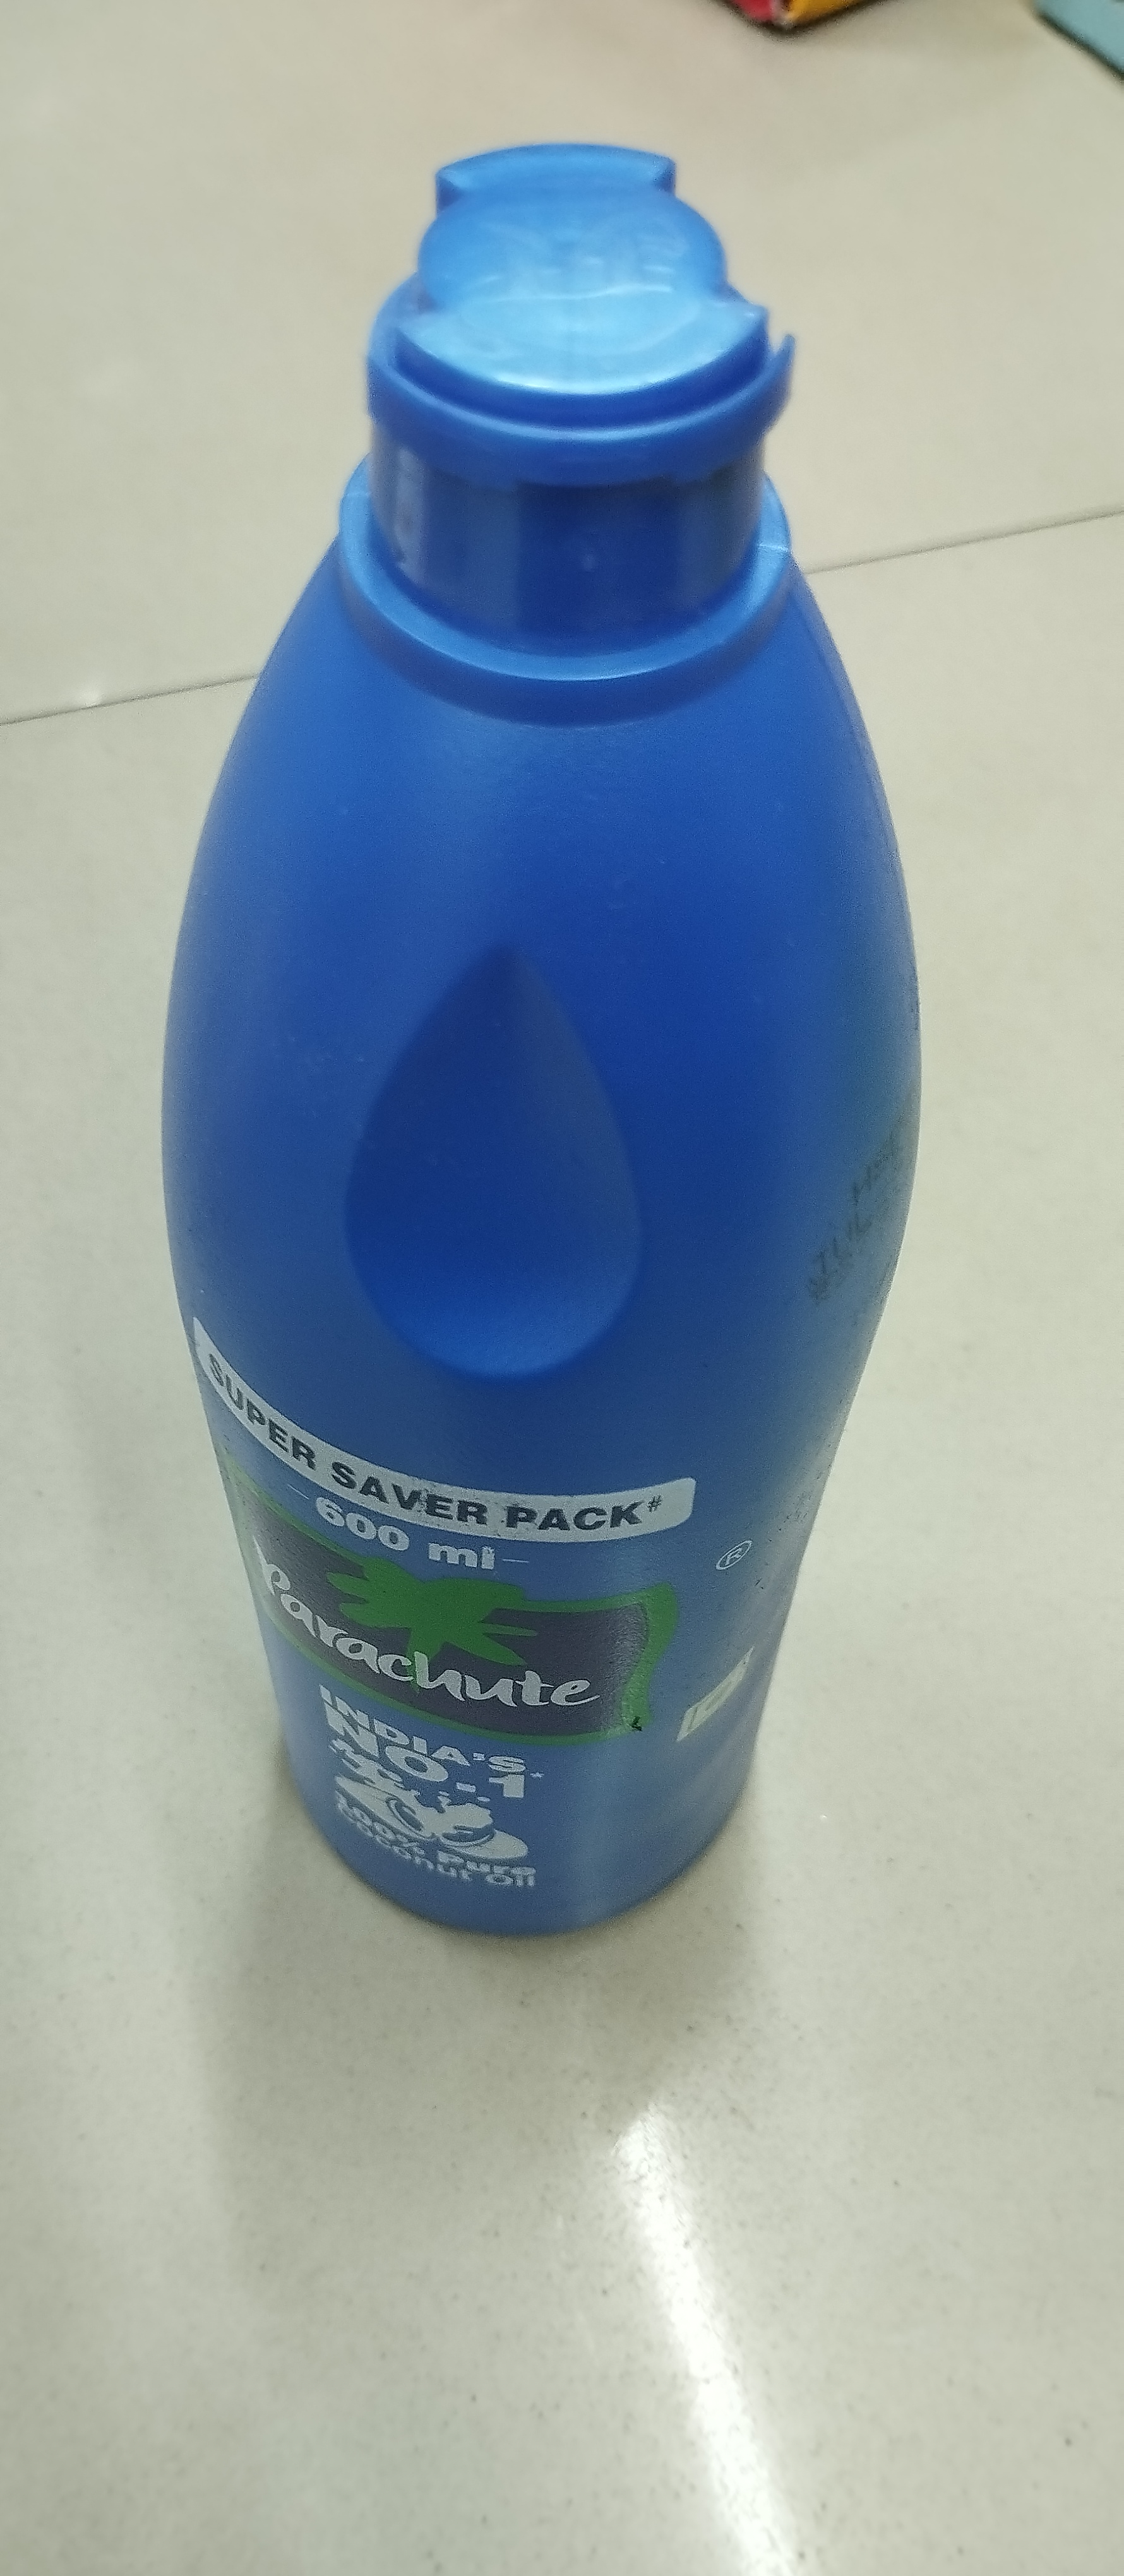 SUPER SAVER PACK#
600 ml
Parachute
®
INDIA'S
NO.1*
100% Pure
Coconut Oil